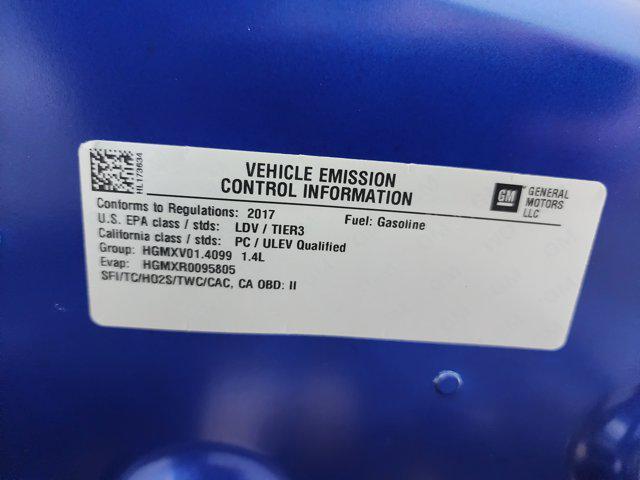 HLT73634
VEHICLE EMISSION
CONTROL INFORMATION
GM
GENERAL
MOTORS
LLC
Conforms to Regulations: 2017 Fuel: Gasoline
U.S. EPA class / stds: LDV / TIER3
California class / stds: PC / ULEV Qualified
Group: HGMXV01.4099 1.4L
Evap: HGMXR0095805
SFI/TC/HO2S/TWC/CAC, CA OBD: II